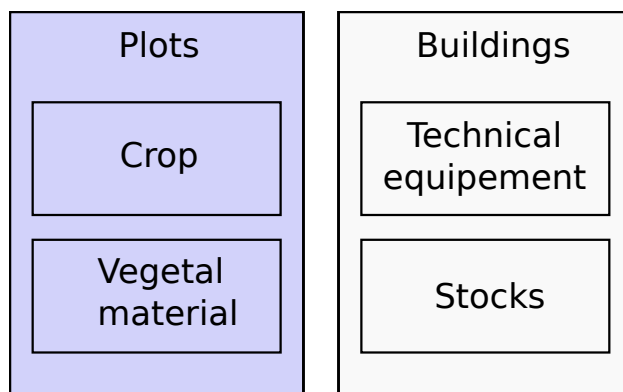 Plots
Crop
Vegetal
material
Buildings
Technical
equipement
Stocks